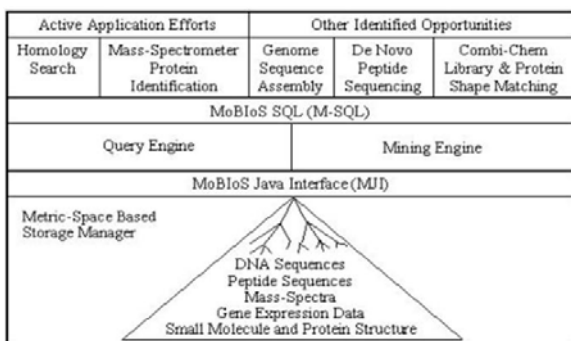 Active Application Efforts
Other Identified Opportunities
Homology
Search
Mass-Spectrometer
Protein
Identification
Genome
Sequence
Assembly
De Novo
Peptide
Sequencing
Combi-Chem
Library & Protein
Shape Matching
MoBIoS SQL (M-SQL)
Query Engine
Mining Engine
MoBIoS Java Interface (MJI)
Metric-Space Based
Storage Manager
DNA Sequences
Peptide Sequences
Mass-Spectra
Gene Expression Data
Small Molecule and Protein Structure